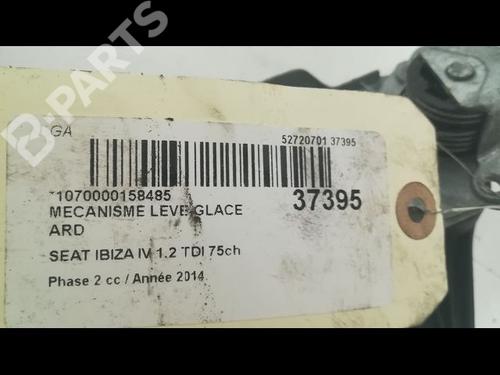 B-PARTS
GA
52720701 37395
*1070000158485
37395
MECANISME LEVE GLACE
ARD
SEAT IBIZA IV 1.2 TDI 75ch
Phase 2 cc / Année 2014